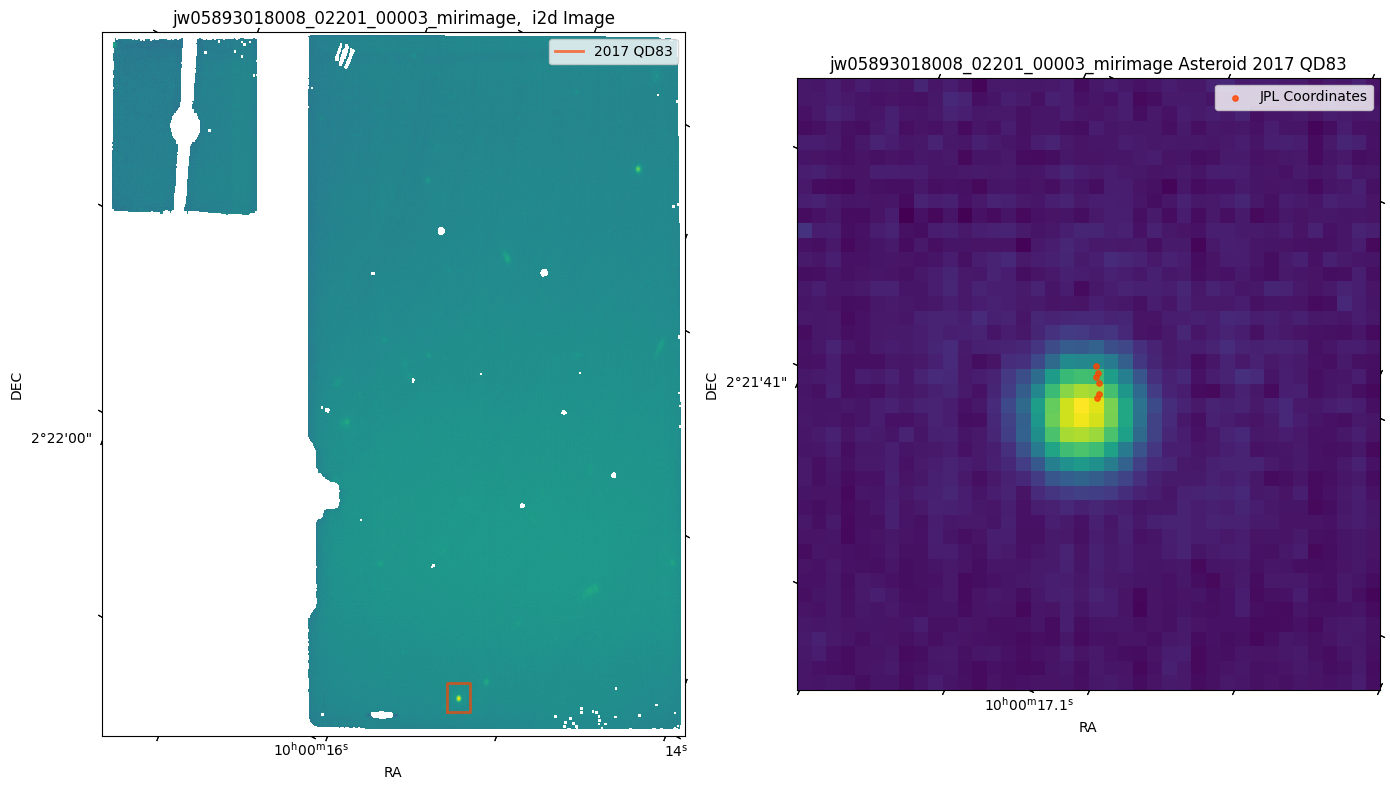 jw05893018008_02201_00003_mirimage,  i2d Image
2017 QD83
DEC
2°22'00"
10ʰ00ᵐ16ˢ
14ˢ
RA
jw05893018008_02201_00003_mirimage Asteroid 2017 QD83
JPL Coordinates
DEC
2°21'41"
10ʰ00ᵐ17.1ˢ
RA